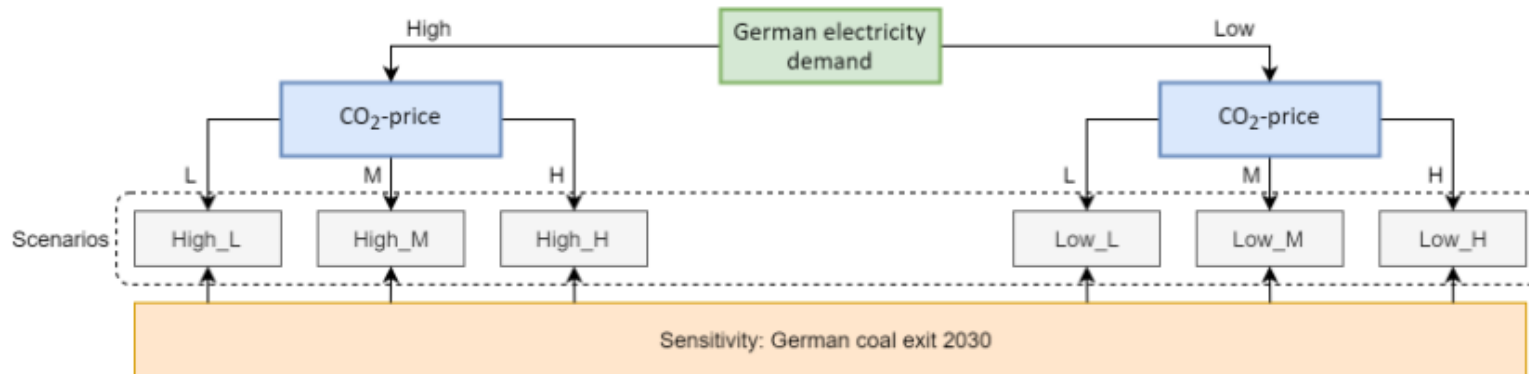 High
German electricity
demand
Low
CO₂-price
CO₂-price
L
M
H
L
M
H
Scenarios
High_L
High_M
High_H
Low_L
Low_M
Low_H
Sensitivity: German coal exit 2030